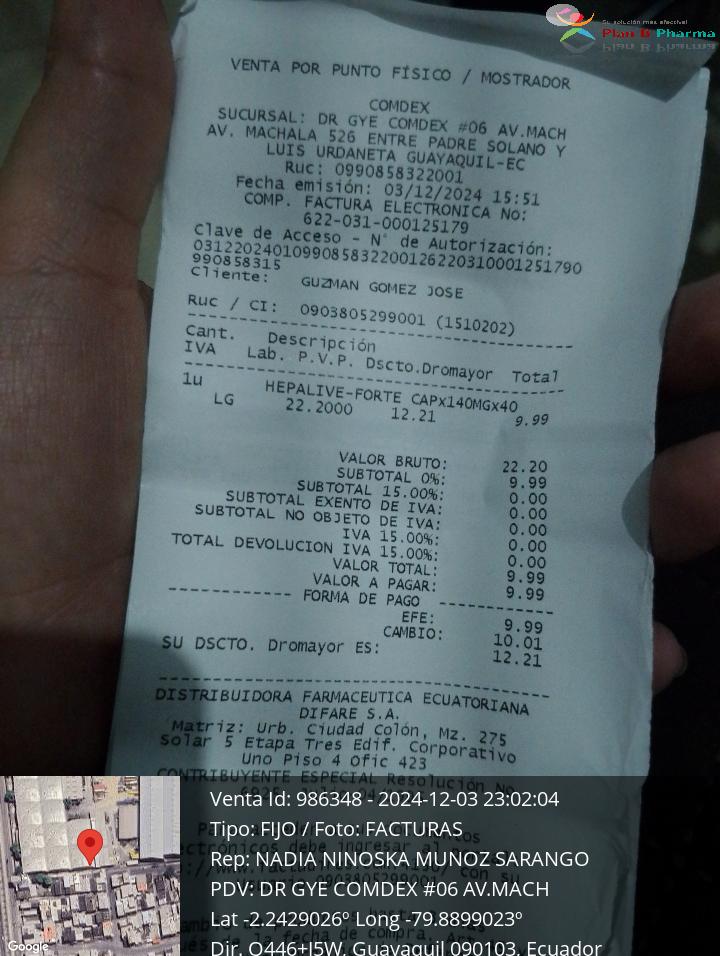 Su solución más efectiva!
Plan B Pharma
VENTA POR PUNTO FÍSICO / MOSTRADOR
COMDEX
SUCURSAL: DR GYE COMDEX #06 AV.MACH
AV. MACHALA 526 ENTRE PADRE SOLANO Y
LUIS URDANETA GUAYAQUIL-EC
Ruc: 0990858322001
Fecha emisión: 03/12/2024 15:51
COMP. FACTURA ELECTRONICA No:
622-031-000125179
Clave de Acceso - N° de Autorización:
0312202401099085832200126220310001251790
990858315
Cliente: GUZMAN GOMEZ JOSE
Ruc / CI: 0903805299001 (1510202)
Cant. Descripción
IVA Lab. P.V.P. Dscto.Dromayor Total
1u HEPALIVE-FORTE CAPx140MGx40
LG 22.2000 12.21 9.99
VALOR BRUTO: 22.20
SUBTOTAL 0%: 9.99
SUBTOTAL 15.00%: 0.00
SUBTOTAL EXENTO DE IVA: 0.00
SUBTOTAL NO OBJETO DE IVA: 0.00
IVA 15.00%: 0.00
TOTAL DEVOLUCION IVA 15.00%: 0.00
VALOR TOTAL: 9.99
VALOR A PAGAR: 9.99
------------ FORMA DE PAGO ------------
EFE: 9.99
CAMBIO: 10.01
SU DSCTO. Dromayor ES: 12.21
DISTRIBUIDORA FARMACEUTICA ECUATORIANA
DIFARE S.A.
Matriz: Urb. Ciudad Colón, Mz. 275
Solar 5 Etapa Tres Edif. Corporativo
Uno Piso 4 Ofic 423
CONTRIBUYENTE ESPECIAL Resolución No
Venta Id: 986348 - 2024-12-03 23:02:04
Tipo: FIJO / Foto: FACTURAS
Rep: NADIA NINOSKA MUNOZ SARANGO
PDV: DR GYE COMDEX #06 AV.MACH
Lat -2.2429026º Long -79.8899023º
Dir. Q446+J5W, Guayaquil 090103, Ecuador
Google